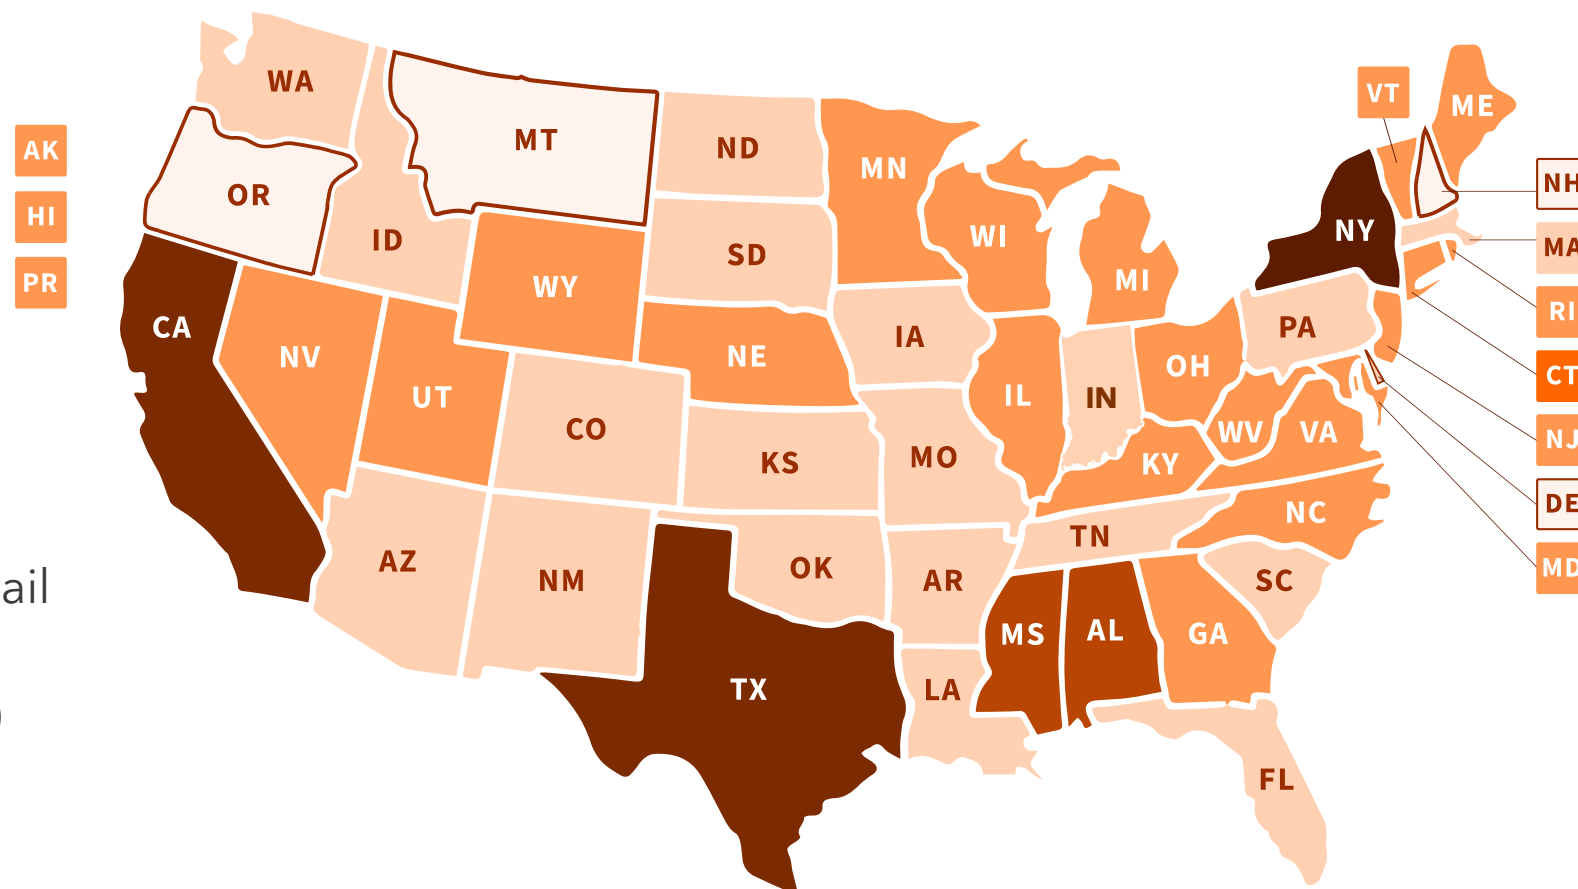 WA
MT
ND
MN
VT
ME
AK
OR
ID
SD
WI
NY
NH
HI
WY
MI
MA
PR
CA
NV
UT
NE
IA
IL
IN
OH
PA
RI
CO
KS
MO
KY
WV
VA
CT
NJ
AZ
NM
OK
AR
TN
NC
DE
SC
MD
ail
TX
LA
MS
AL
GA
FL
)